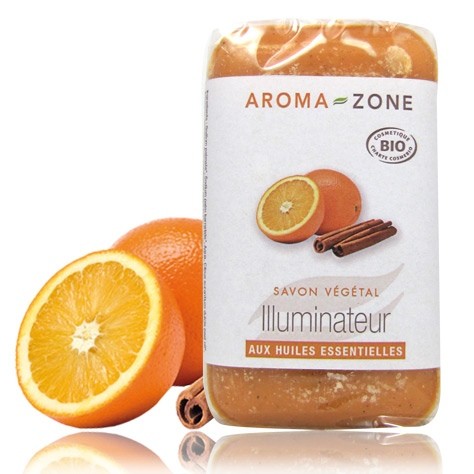 AROMA ZONE
COSMETIQUE
BIO
CHARTE COSMEBIO
SAVON VÉGÉTAL
Illuminateur
AUX HUILES ESSENTIELLES